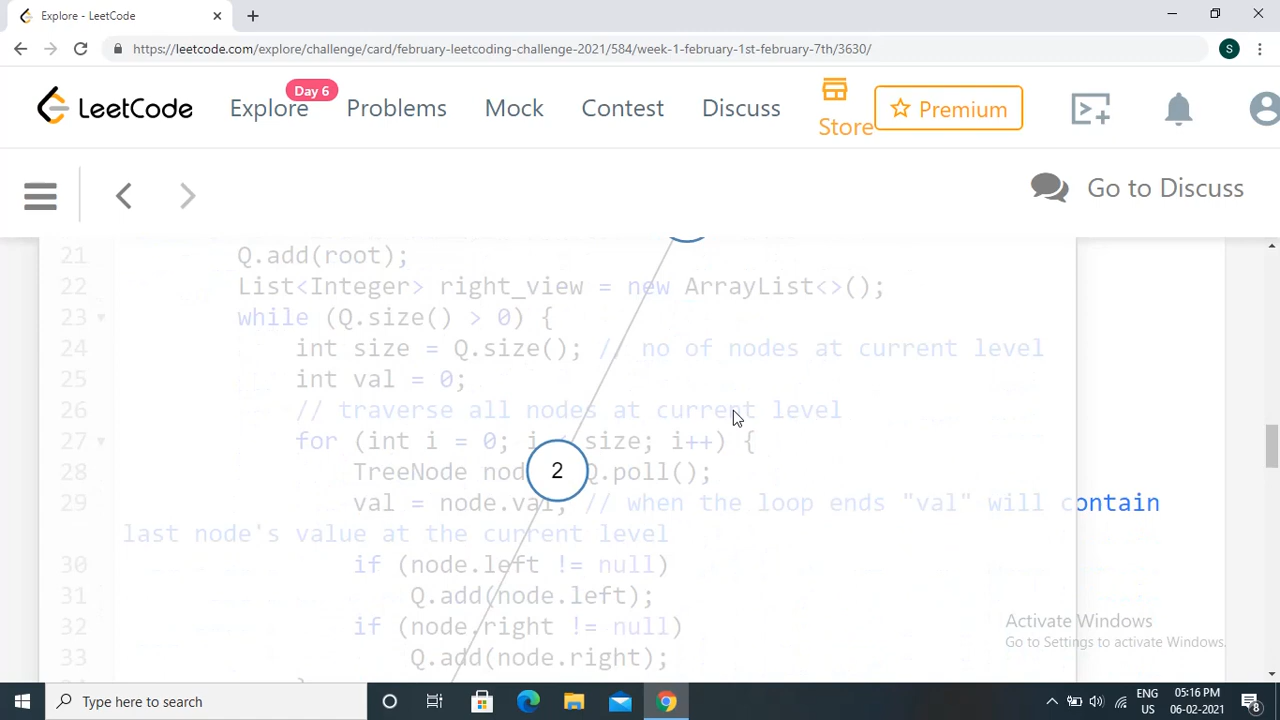 Explore - LeetCode
https://leetcode.com/explore/challenge/card/february-leetcoding-challenge-2021/584/week-1-february-1st-february-7th/3630/
S
Day 6
LeetCode Explore Problems Mock Contest Discuss Store Premium
Go to Discuss
21 Q.add(root);
22 List<Integer> right_view = new ArrayList<>();
23 while (Q.size() > 0) {
24 int size = Q.size(); // no of nodes at current level
25 int val = 0;
26 // traverse all nodes at current level
27 for (int i = 0; i < size; i++) {
28 TreeNode node = Q.poll();
2
29 val = node.val; // when the loop ends "val" will contain
last node's value at the current level
30 if (node.left != null)
31 Q.add(node.left);
32 if (node.right != null)
33 Q.add(node.right);
Activate Windows
Go to Settings to activate Windows.
Type here to search
ENG
US
05:16 PM
06-02-2021
8